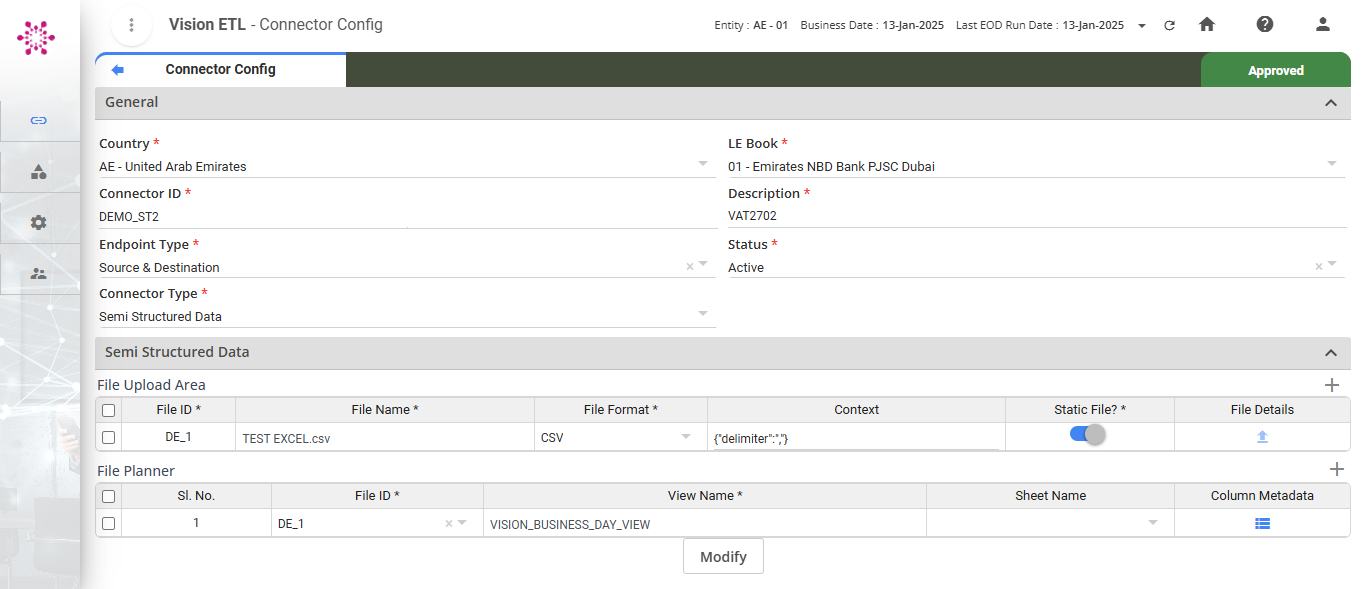 Vision ETL - Connector Config
Entity : AE - 01 Business Date : 13-Jan-2025 Last EOD Run Date : 13-Jan-2025
Connector Config
Approved
General
Country *
AE - United Arab Emirates
LE Book *
01 - Emirates NBD Bank PJSC Dubai
Connector ID *
DEMO_ST2
Description *
VAT2702
Endpoint Type *
Source & Destination
Status *
Active
Connector Type *
Semi Structured Data
Semi Structured Data
File Upload Area
File ID * File Name * File Format * Context Static File? * File Details
DE_1 TEST EXCEL.csv CSV {"delimiter":","}
File Planner
Sl. No. File ID * View Name * Sheet Name Column Metadata
1 DE_1 VISION_BUSINESS_DAY_VIEW
Modify